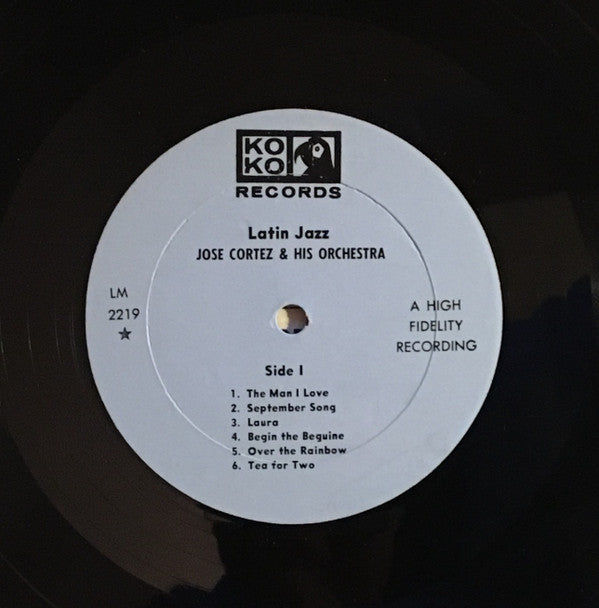 KO
KO
RECORDS
Latin Jazz
JOSE CORTEZ & HIS ORCHESTRA
LM
2219
★
A HIGH
FIDELITY
RECORDING
Side I
1. The Man I Love
2. September Song
3. Laura
4. Begin the Beguine
5. Over the Rainbow
6. Tea for Two